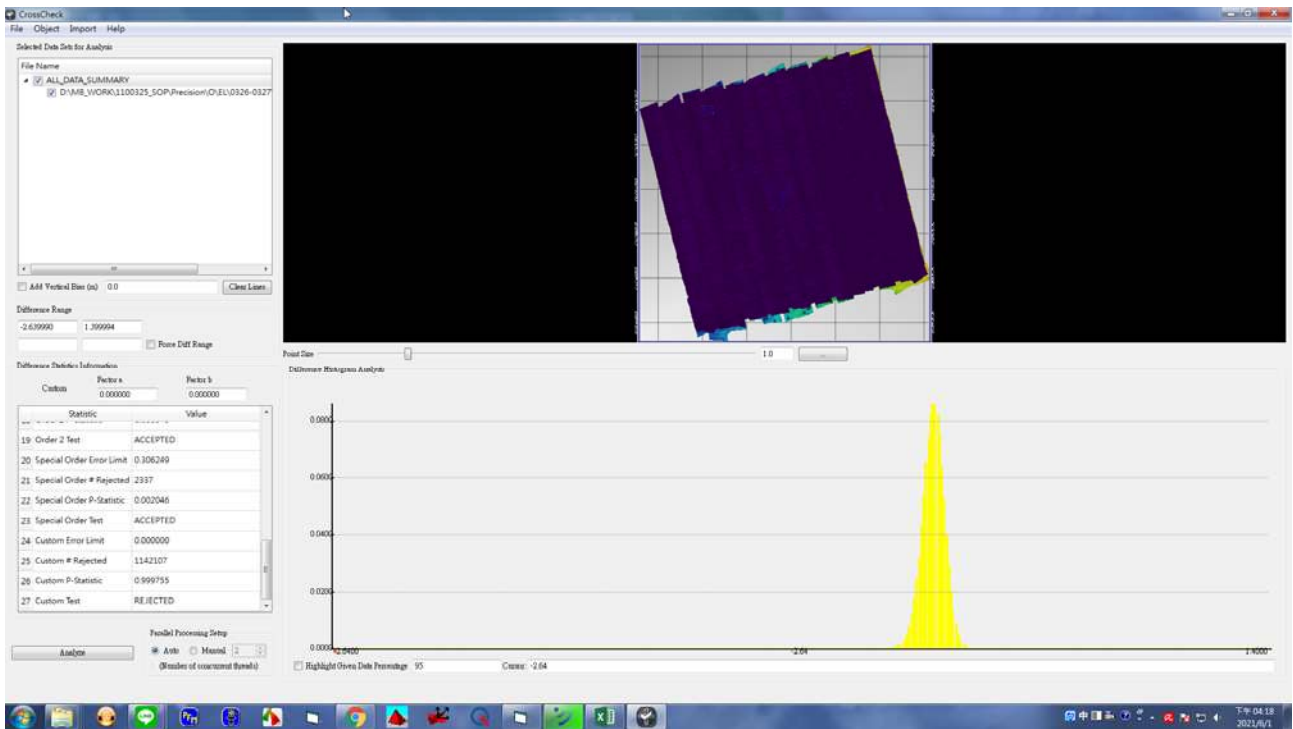 CrossCheck
File Object Import Help
Selected Data Sets for Analysis
File Name
ALL_DATA_SUMMARY
D:\MB_WORK\1100325_SOP\Precision\O\EL\0326-0327
Add Vertical Bias (m) 0.0 Clear Lines
Difference Range
-2.639990 1.399994
Force Diff Range
Point Size 1.0 ...
Difference Statistics Information
Custom Factor a Factor b
0.000000 0.000000
Statistic Value
19 Order 2 Test ACCEPTED
20 Special Order Error Limit 0.306249
21 Special Order # Rejected 2337
22 Special Order P-Statistic 0.002046
23 Special Order Test ACCEPTED
24 Custom Error Limit 0.000000
25 Custom # Rejected 1142107
26 Custom P-Statistic 0.999755
27 Custom Test REJECTED
Parallel Processing Setup
Analyze Auto Manual 2
(Number of concurrent threads)
Difference Histogram Analysis
0.0800
0.0600
0.0400
0.0200
0.0000
-2.6400 -2.64 1.4000
Highlight Given Data Percentage 95 Cursor: -2.64
中
下午 04:18
2021/6/1